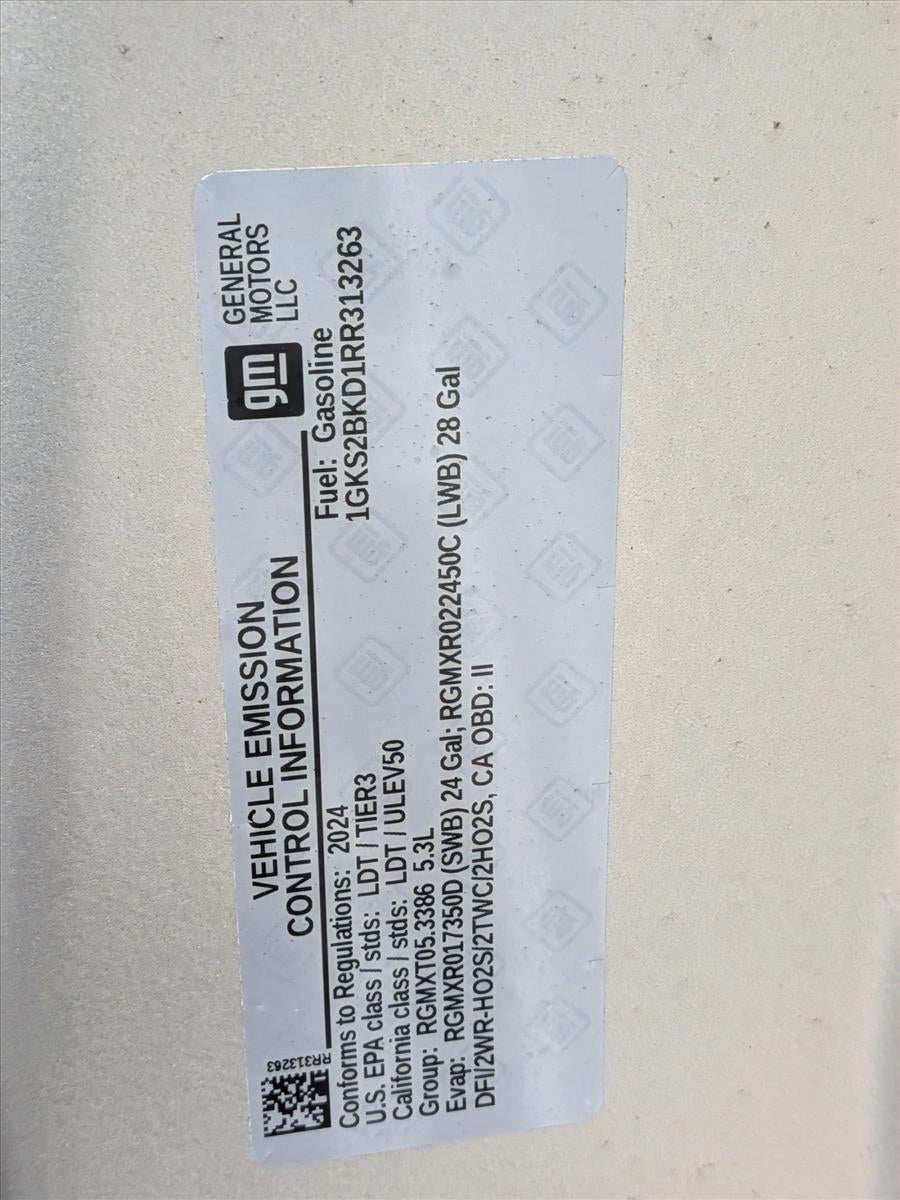 VEHICLE EMISSION
CONTROL INFORMATION
gm
GENERAL
MOTORS
LLC
RR313263
Conforms to Regulations: 2024
Fuel: Gasoline
U.S. EPA class / stds: LDT / TIER3
1GKS2BKD1RR313263
California class / stds: LDT / ULEV50
Group: RGMXT05.3386 5.3L
Evap: RGMXR017350D (SWB) 24 Gal; RGMXR022450C (LWB) 28 Gal
DFI/2WR-HO2S/2TWC/2HO2S, CA OBD: II